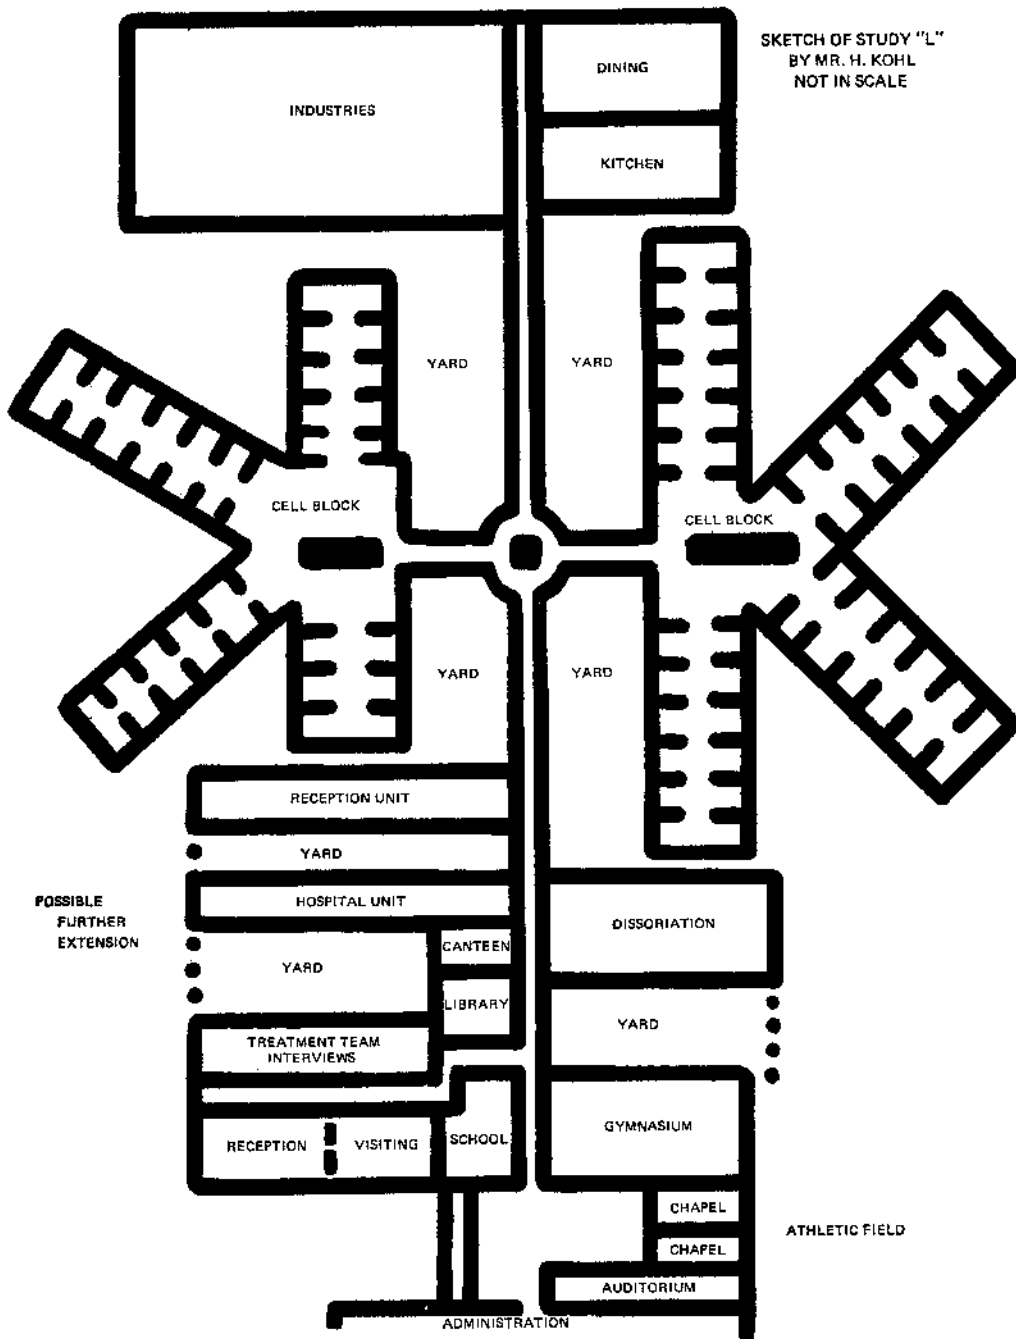 SKETCH OF STUDY "L"
BY MR. H. KOHL
NOT IN SCALE
DINING
INDUSTRIES
KITCHEN
YARD
YARD
CELL BLOCK
CELL BLOCK
YARD
YARD
RECEPTION UNIT
YARD
POSSIBLE
FURTHER
EXTENSION
HOSPITAL UNIT
DISSORIATION
CANTEEN
YARD
LIBRARY
YARD
TREATMENT TEAM
INTERVIEWS
GYMNASIUM
RECEPTION
VISITING
SCHOOL
CHAPEL
ATHLETIC FIELD
CHAPEL
AUDITORIUM
ADMINISTRATION